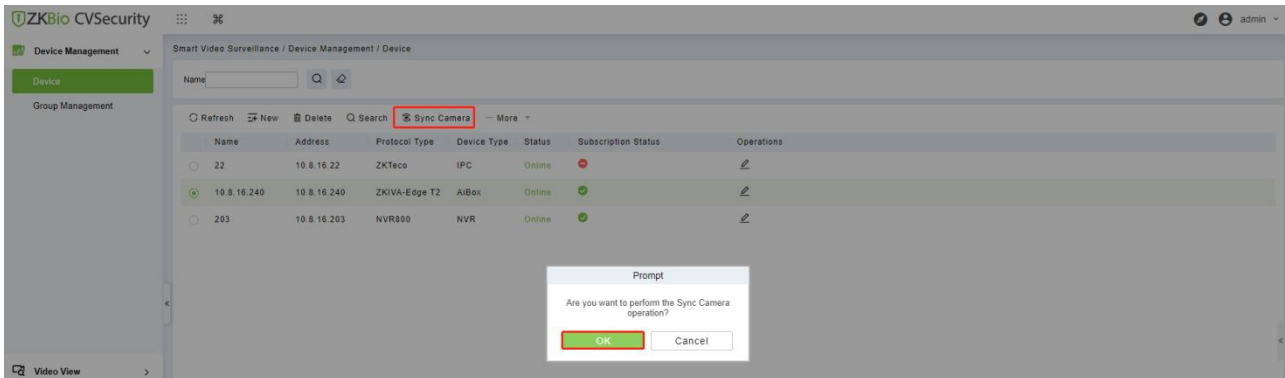 ZKBio CVSecurity
admin
Device Management
Smart Video Surveillance / Device Management / Device
Device
Name
Group Management
Refresh New Delete Search Sync Camera More
Name Address Protocol Type Device Type Status Subscription Status Operations
22 10.8.16.22 ZKTeco IPC Online
10.8.16.240 10.8.16.240 ZKIVA-Edge T2 AiBox Online
203 10.8.16.203 NVR800 NVR Online
Prompt
Are you want to perform the Sync Camera
operation?
OK Cancel
Video View